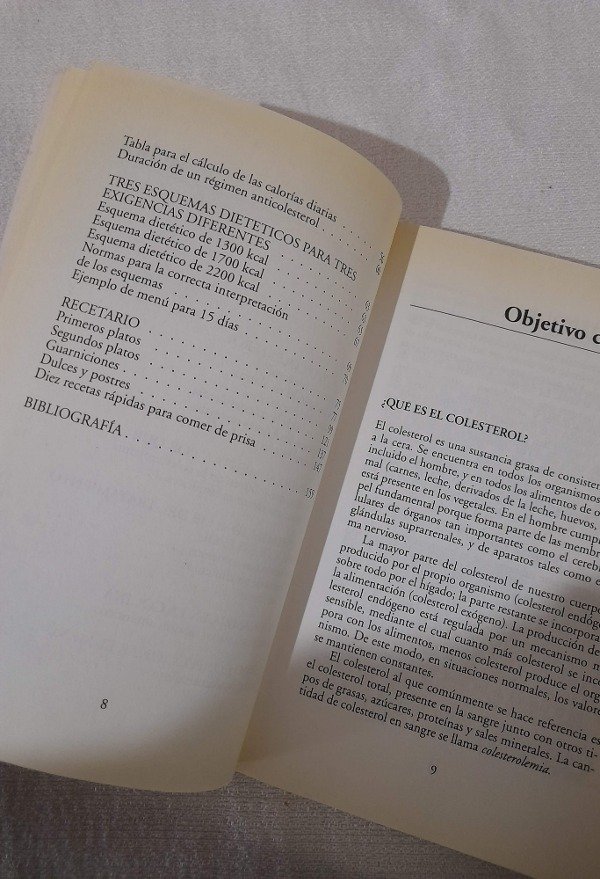 Tabla para el cálculo de las calorías diarias
Duración de un régimen anticolesterol
TRES ESQUEMAS DIETETICOS PARA TRES
EXIGENCIAS DIFERENTES
Esquema dietético de 1300 kcal
Esquema dietético de 1700 kcal
Esquema dietético de 2200 kcal
Normas para la correcta interpretación
de los esquemas
Ejemplo de menú para 15 días
RECETARIO
Primeros platos
Segundos platos
Guarniciones
Dulces y postres
Diez recetas rápidas para comer de prisa
BIBLIOGRAFÍA
8
Objetivo
¿QUE ES EL COLESTEROL?
El colesterol es una sustancia grasa de
a la cera. Se encuentra en todos los organismos
incluido el hombre, y en todos los alimentos de
mal (carnes, leche, derivados de la leche, huevos,
está presente en los vegetales. En el hombre
pel fundamental porque forma parte de las
lulares de órganos tan importantes como el
glándulas suprarrenales, y de aparatos tales como
ma nervioso.
La mayor parte del colesterol de nuestro
producido por el propio organismo (colesterol
sobre todo por el hígado; la parte restante se incorpora
la alimentación (colesterol exógeno). La producción de
lesterol endógeno está regulada por un mecanismo
sensible, mediante el cual cuanto más colesterol se
pora con los alimentos, menos colesterol produce el
nismo. De este modo, en situaciones normales, los
se mantienen constantes.
El colesterol al que comúnmente se hace referencia es
el colesterol total, presente en la sangre junto con otros ti-
pos de grasas, azúcares, proteínas y sales minerales. La can-
tidad de colesterol en sangre se llama colesterolemia.
9